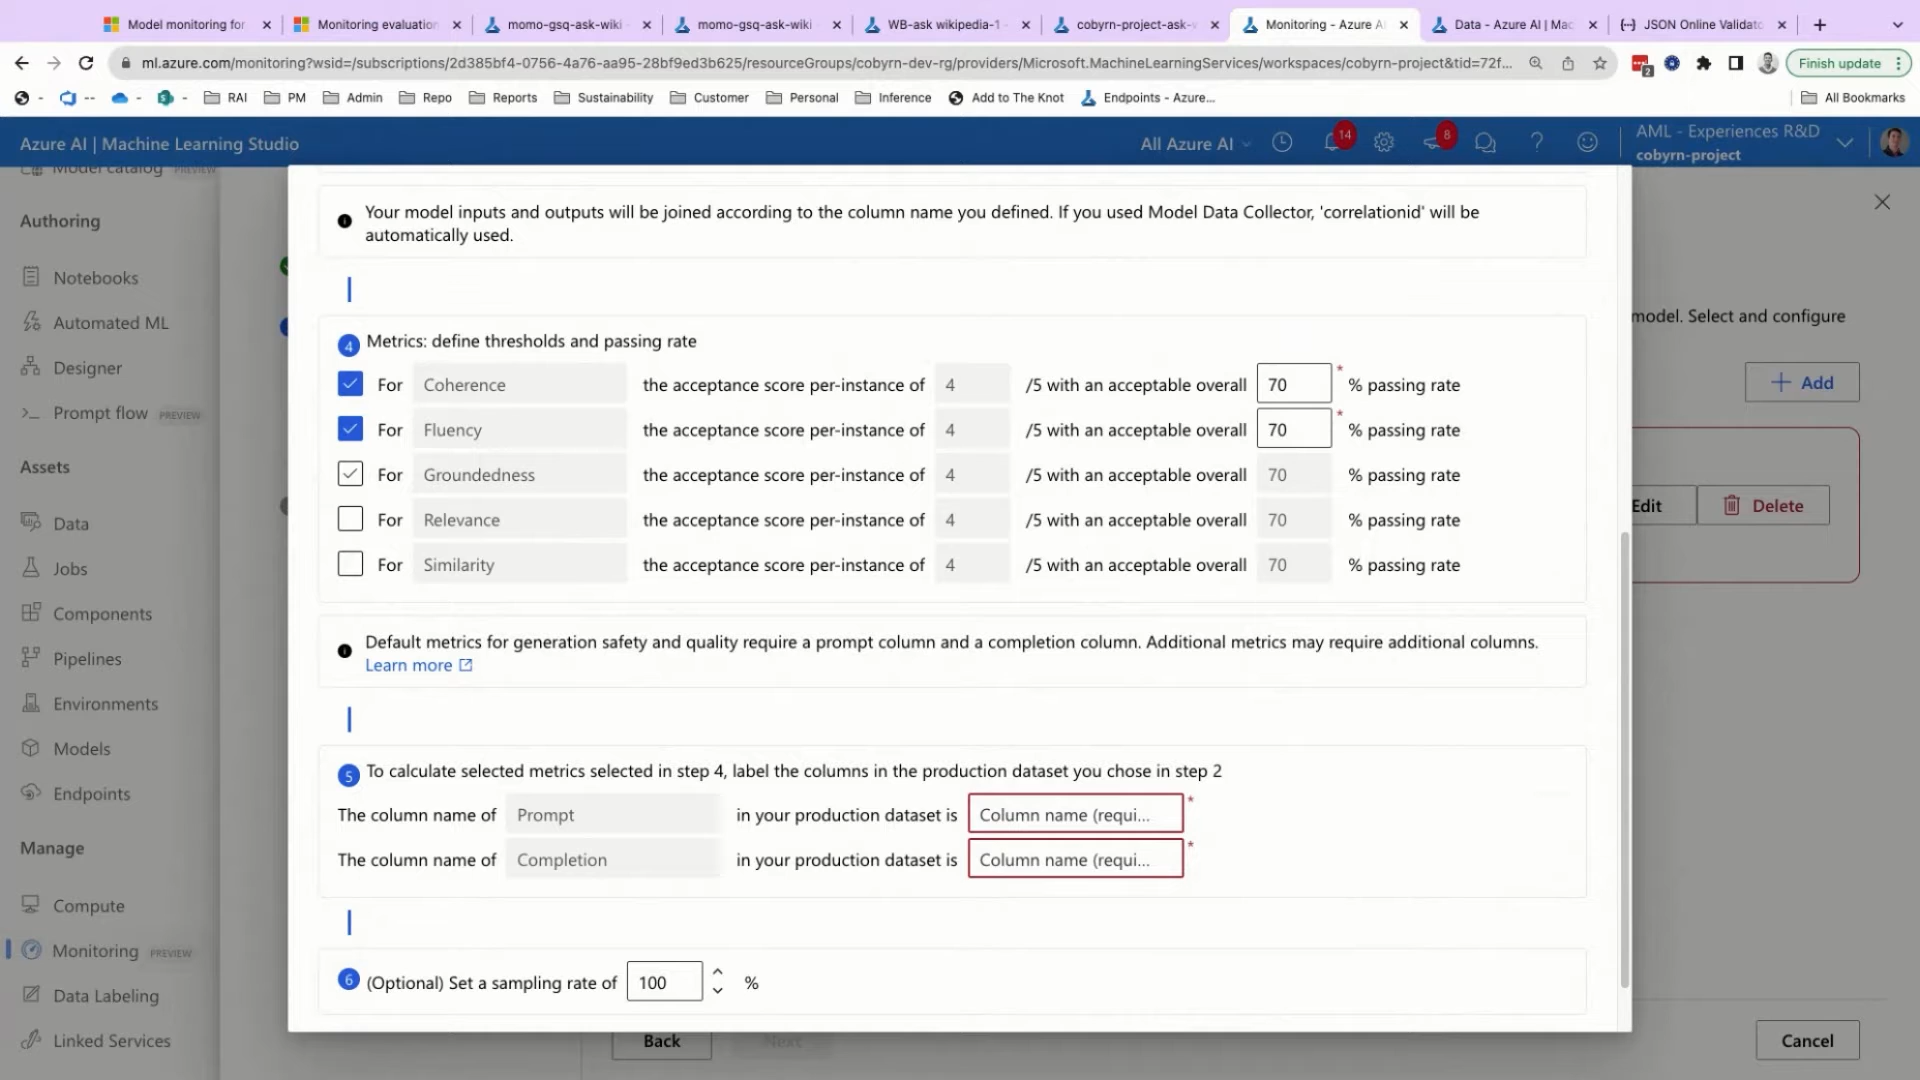 Model monitoring for
Monitoring evaluation
momo-gsq-ask-wiki
momo-gsq-ask-wiki
WB-ask wikipedia-1
cobyrn-project-ask-w
Monitoring - Azure AI
Data - Azure AI | Mac
JSON Online Validato
ml.azure.com/monitoring?wsid=/subscriptions/2d385bf4-0756-4a76-aa95-28bf9ed3b625/resourceGroups/cobyrn-dev-rg/providers/Microsoft.MachineLearningServices/workspaces/cobyrn-project&tid=72f...
2
Finish update
RAI
PM
Admin
Repo
Reports
Sustainability
Customer
Personal
Inference
Add to The Knot
Endpoints - Azure...
All Bookmarks
Azure AI | Machine Learning Studio
All Azure AI
14
8
?
AML - Experiences R&D
cobyrn-project
Model catalog PREVIEW
Authoring
Notebooks
Automated ML
Designer
Prompt flow PREVIEW
Assets
Data
Jobs
Components
Pipelines
Environments
Models
Endpoints
Manage
Compute
Monitoring PREVIEW
Data Labeling
Linked Services
Your model inputs and outputs will be joined according to the column name you defined. If you used Model Data Collector, 'correlationid' will be
automatically used.
4 Metrics: define thresholds and passing rate
For Coherence the acceptance score per-instance of 4 /5 with an acceptable overall 70 * % passing rate
For Fluency the acceptance score per-instance of 4 /5 with an acceptable overall 70 * % passing rate
For Groundedness the acceptance score per-instance of 4 /5 with an acceptable overall 70 % passing rate
For Relevance the acceptance score per-instance of 4 /5 with an acceptable overall 70 % passing rate
For Similarity the acceptance score per-instance of 4 /5 with an acceptable overall 70 % passing rate
Default metrics for generation safety and quality require a prompt column and a completion column. Additional metrics may require additional columns.
Learn more
5 To calculate selected metrics selected in step 4, label the columns in the production dataset you chose in step 2
The column name of Prompt in your production dataset is Column name (requi... *
The column name of Completion in your production dataset is Column name (requi... *
6 (Optional) Set a sampling rate of 100 %
model. Select and configure
Add
Edit
Delete
Back
Next
Cancel